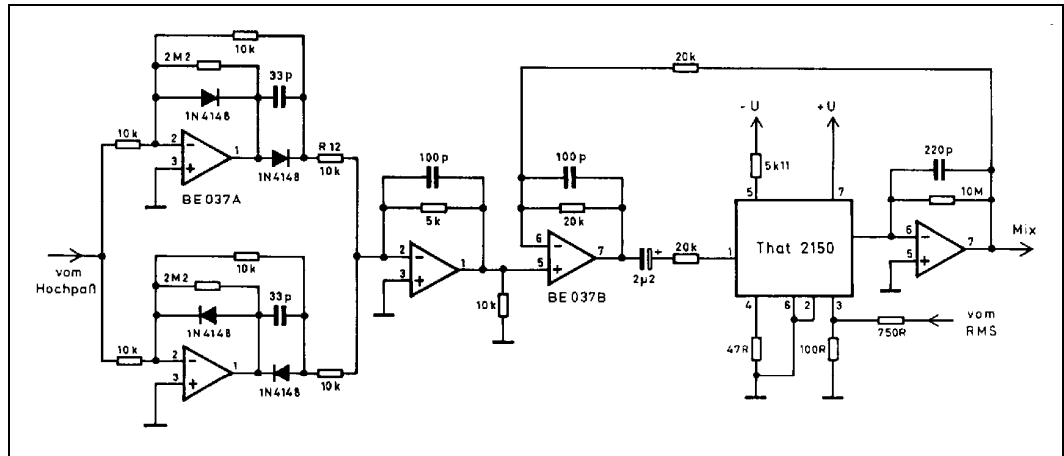 10k
2M2
33p
1N4148
10k
2
3
1
1N4148
R12
10k
BE037A
vom
Hochpaß
10k
2M2
33p
1N4148
10k
2
3
1
1N4148
10k
100p
5k
2
3
1
10k
20k
100p
20k
6
5
7
BE037B
2µ2
+
20k
-U
+U
5k11
5
7
1
That 2150
4
6
2
3
47R
100R
750R
vom
RMS
220p
10M
6
5
7
Mix